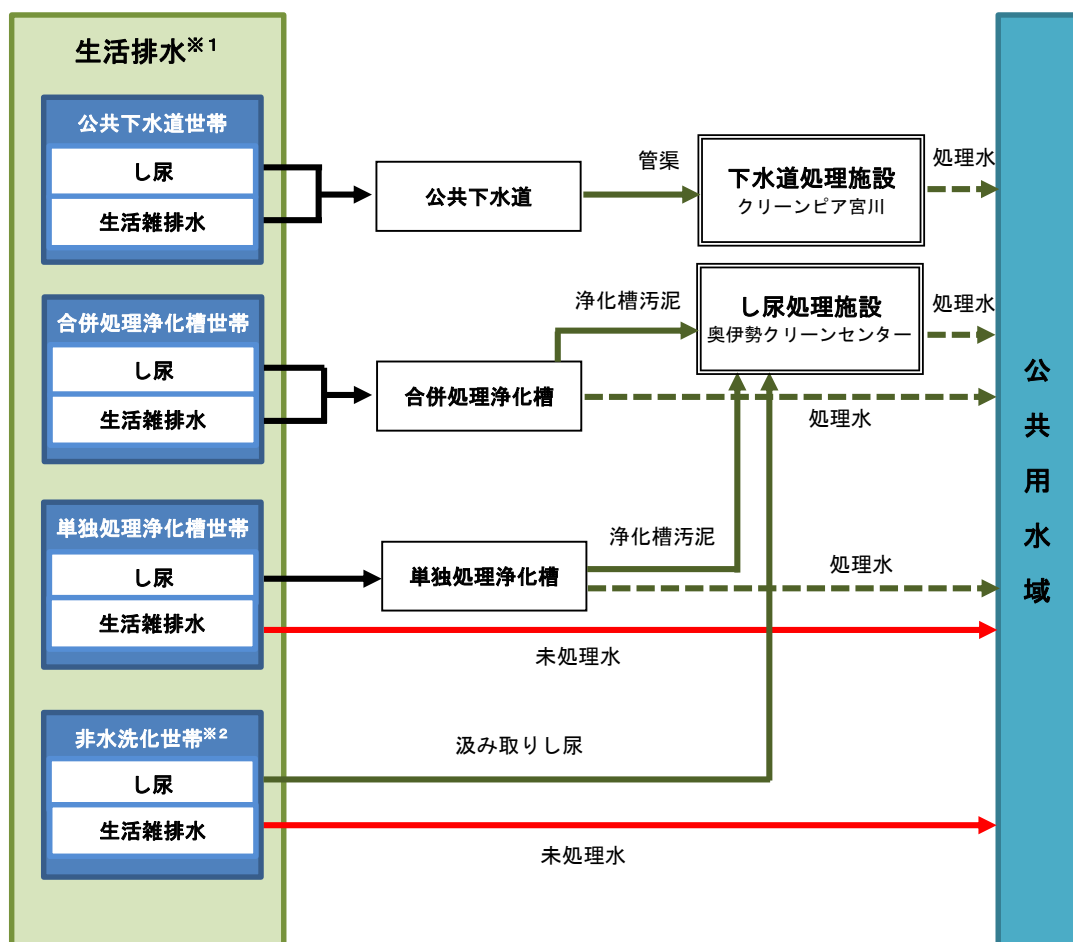 生活排水※1
公共下水道世帯
し尿
生活雑排水
公共下水道
管渠
下水道処理施設
クリーンピア宮川
処理水
合併処理浄化槽世帯
し尿
生活雑排水
合併処理浄化槽
浄化槽汚泥
し尿処理施設
奥伊勢クリーンセンター
処理水
処理水
単独処理浄化槽世帯
し尿
生活雑排水
単独処理浄化槽
浄化槽汚泥
処理水
未処理水
非水洗化世帯※2
し尿
生活雑排水
汲み取りし尿
未処理水
公共用水域